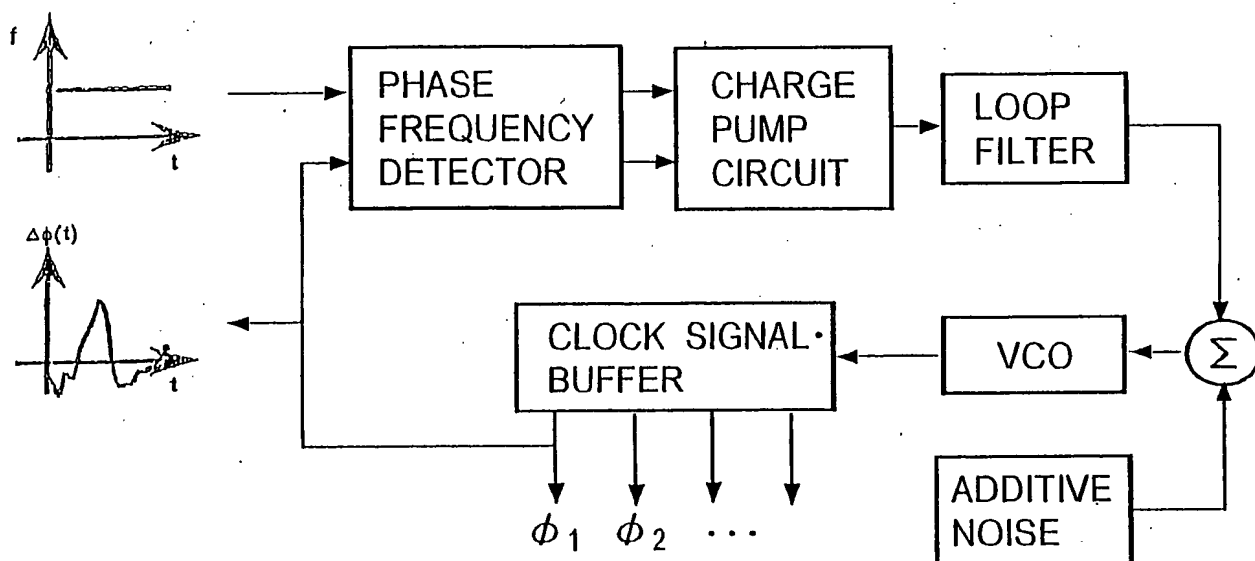 f
t
PHASE
FREQUENCY
DETECTOR
CHARGE
PUMP
CIRCUIT
LOOP
FILTER
Δϕ(t)
t
CLOCK SIGNAL
BUFFER
VCO
Σ
ϕ1 ϕ2 ...
ADDITIVE
NOISE